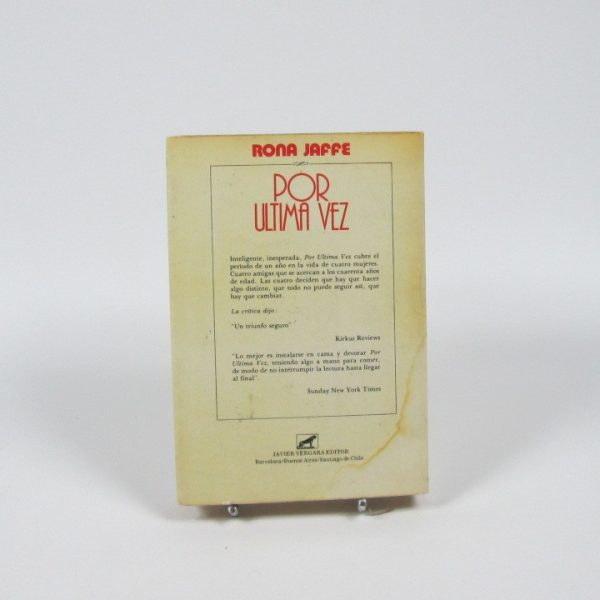 RONA JAFFE
POR
ULTIMA VEZ
Inteligente, inesperada, Por Ultima Vez cubre el
período de un año en la vida de cuatro mujeres.
Cuatro amigas que se acercan a los cuarenta años
de edad. Las cuatro deciden que hay que hacer
algo distinto, que todo no puede seguir así, que
hay que cambiar.
La crítica dijo:
"Un triunfo seguro"
Kirkus Reviews
"Lo mejor es instalarse en cama y devorar Por
Ultima Vez, teniendo algo a mano para comer,
de modo de no interrumpir la lectura hasta llegar
al final".
Sunday New York Times
JAVIER VERGARA EDITOR
Barcelona/Buenos Aires/Santiago de Chile